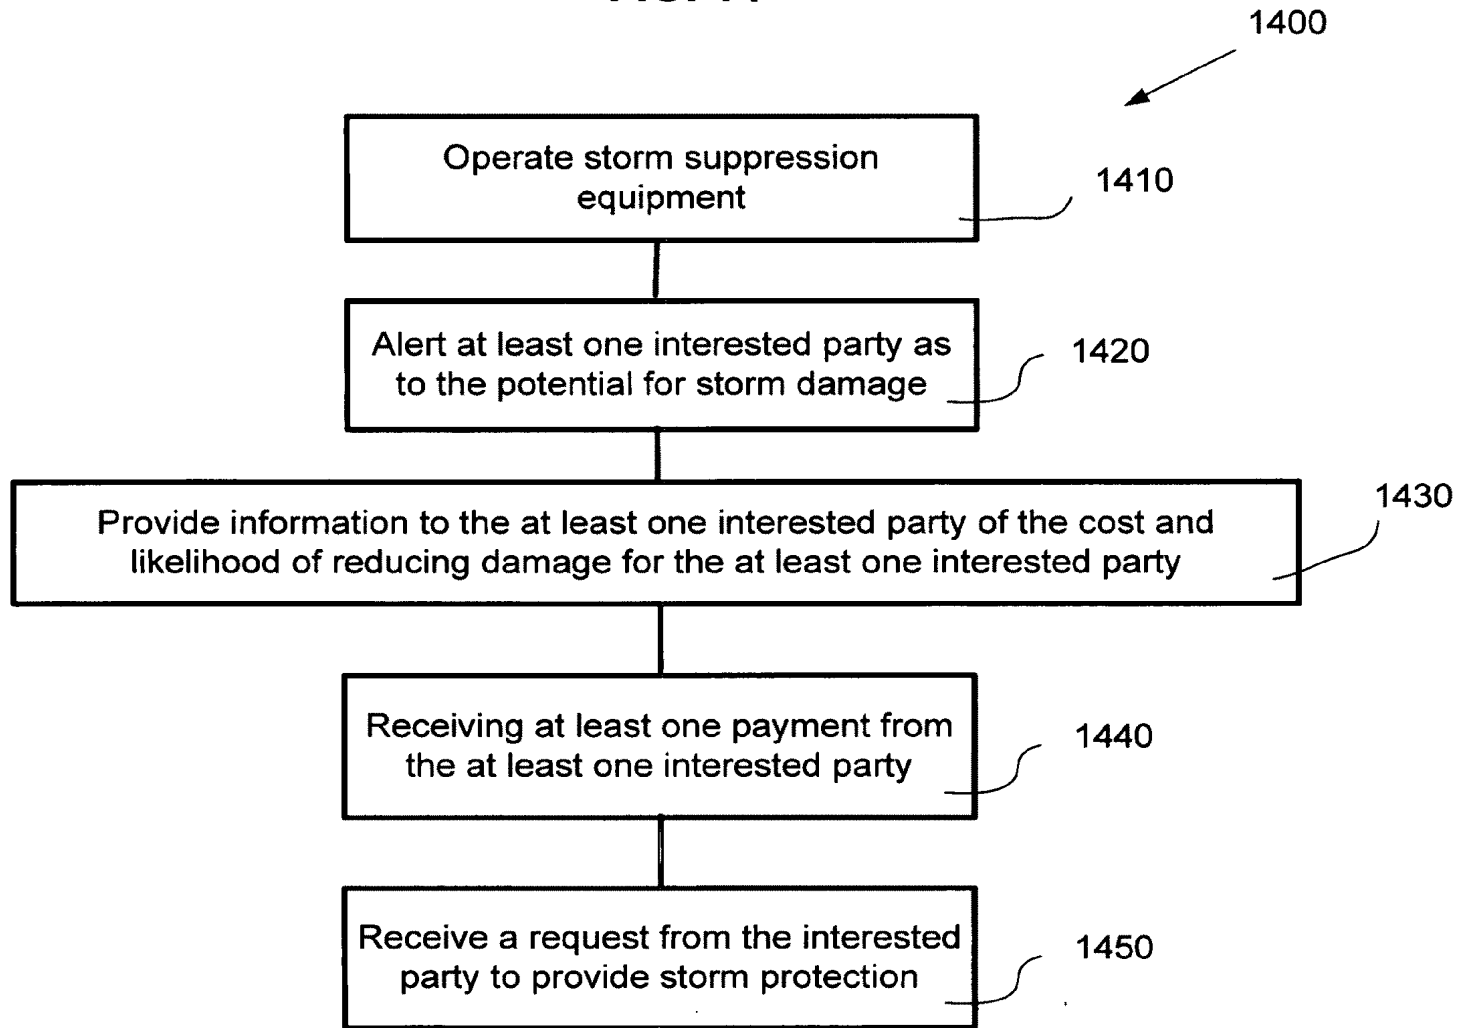 1400
Operate storm suppression
equipment
1410
Alert at least one interested party as
to the potential for storm damage
1420
Provide information to the at least one interested party of the cost and
likelihood of reducing damage for the at least one interested party
1430
Receiving at least one payment from
the at least one interested party
1440
Receive a request from the interested
party to provide storm protection
1450